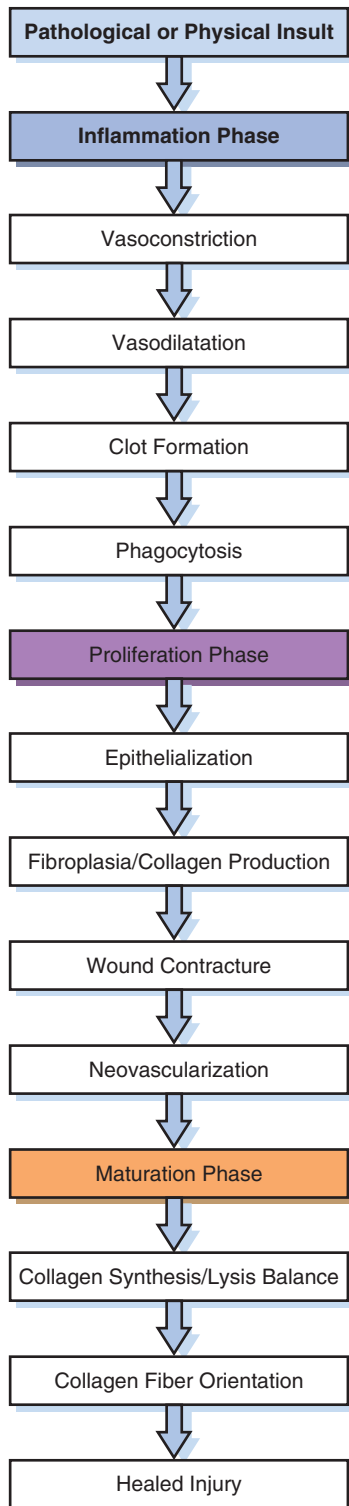 Pathological or Physical Insult
Inflammation Phase
Vasoconstriction
Vasodilatation
Clot Formation
Phagocytosis
Proliferation Phase
Epithelialization
Fibroplasia/Collagen Production
Wound Contracture
Neovascularization
Maturation Phase
Collagen Synthesis/Lysis Balance
Collagen Fiber Orientation
Healed Injury